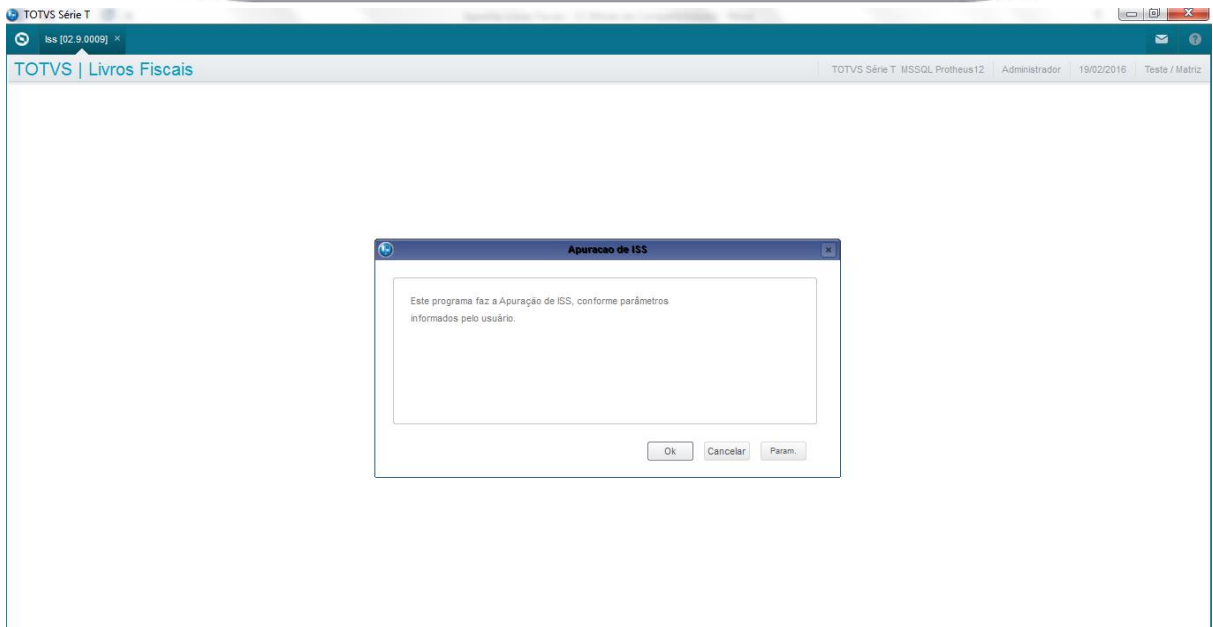 TOTVS Série T
Iss [02.9.0009] ×
TOTVS | Livros Fiscais
TOTVS Série T MSSQL Protheus12 Administrador 19/02/2016 Teste / Matriz
Apuracao de ISS
Este programa faz a Apuração de ISS, conforme parâmetros
informados pelo usuário.
Ok Cancelar Param.